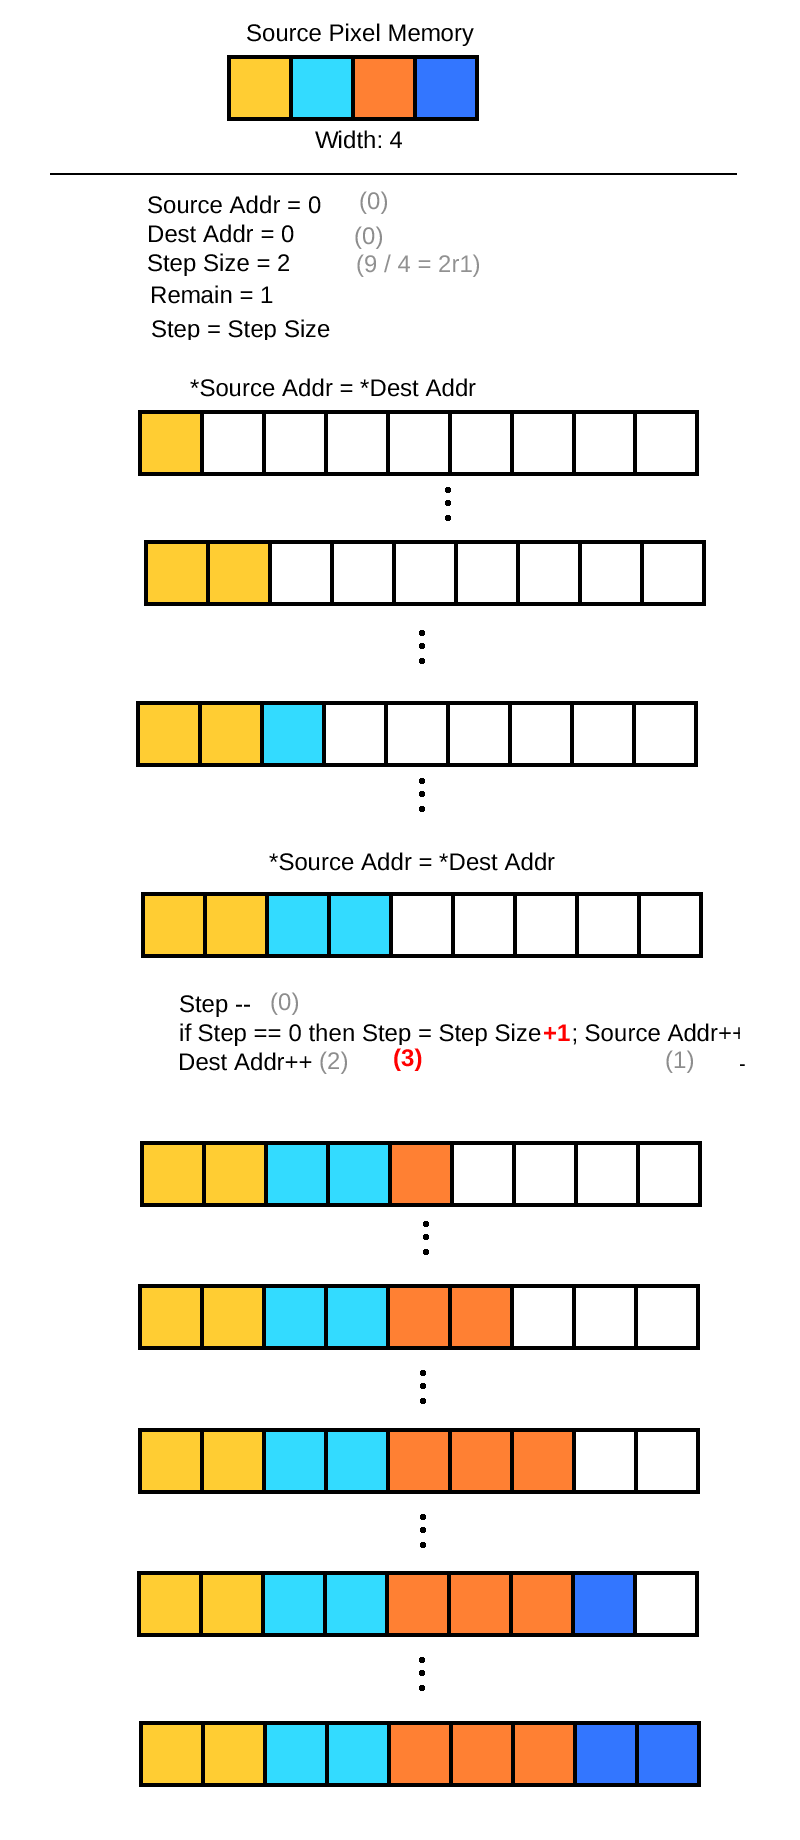 Source Pixel Memory
Width: 4
Source Addr = 0 (0)
Dest Addr = 0 (0)
Step Size = 2 (9 / 4 = 2r1)
Remain = 1
Step = Step Size
*Source Addr = *Dest Addr
*Source Addr = *Dest Addr
Step -- (0)
if Step == 0 then Step = Step Size+1; Source Addr++
Dest Addr++ (2) (3) (1)